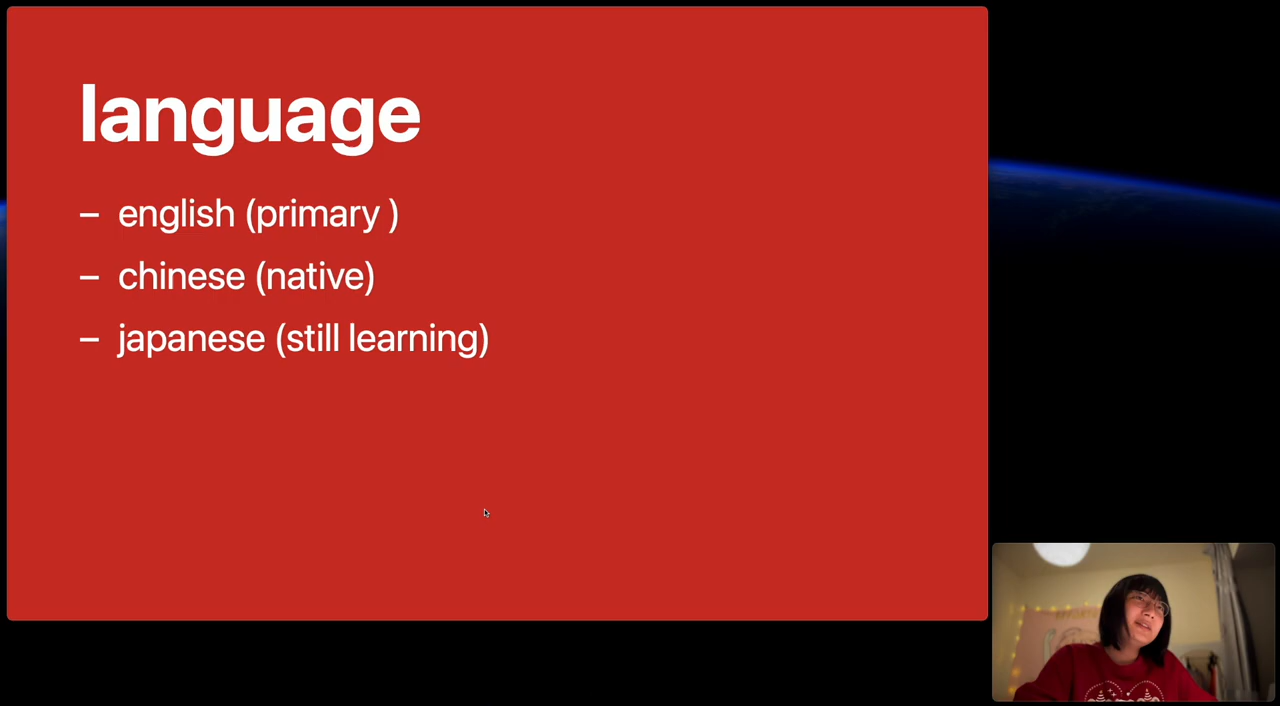 language
– english (primary )
– chinese (native)
– japanese (still learning)